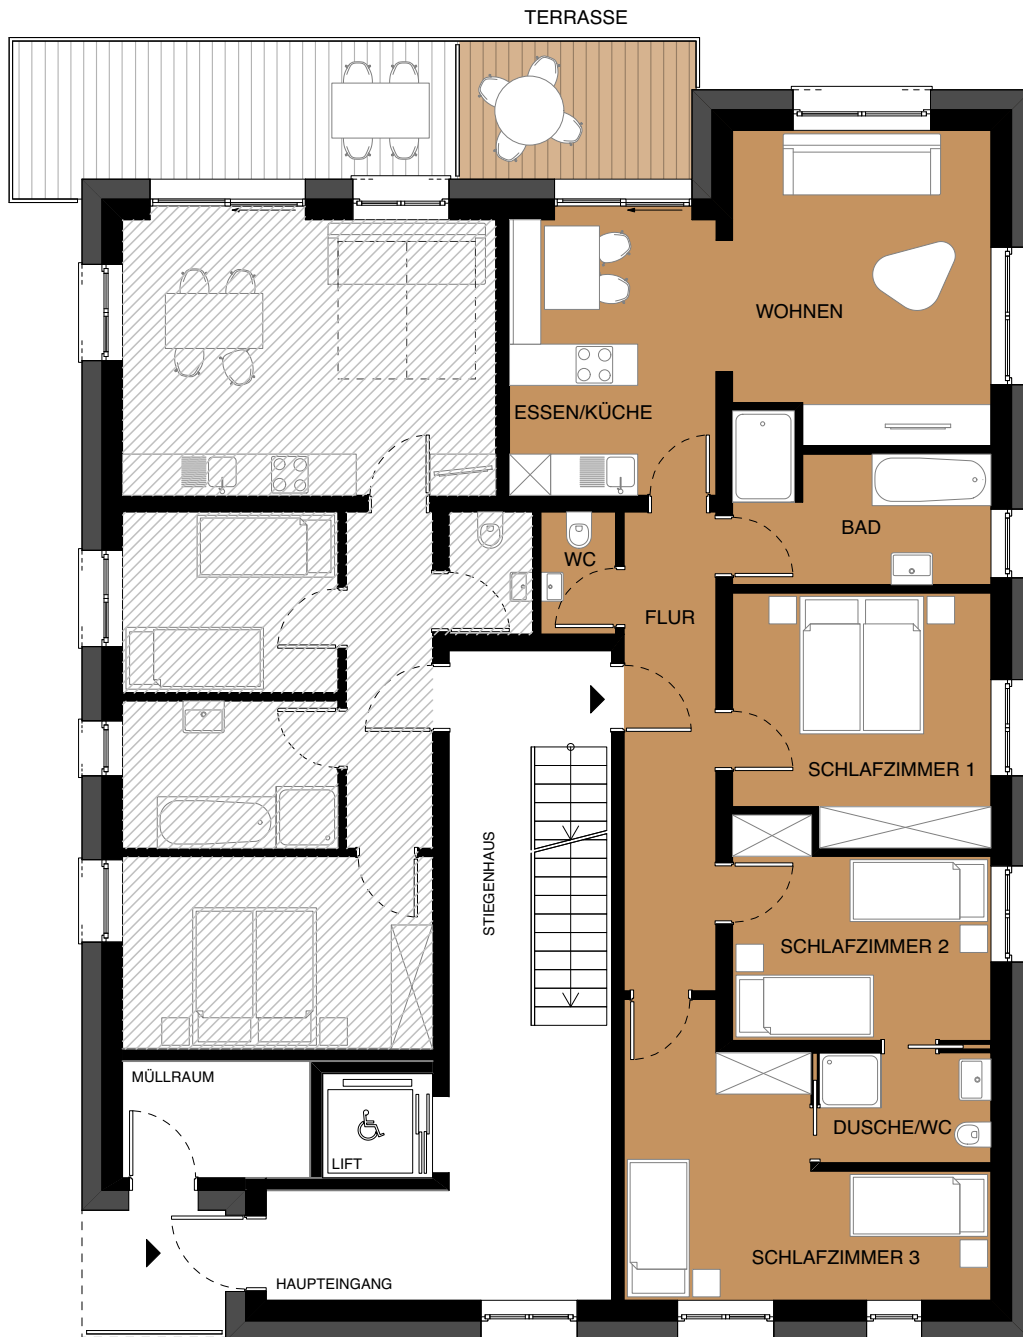 TERRASSE
WOHNEN
ESSEN/KÜCHE
BAD
WC
FLUR
SCHLAFZIMMER 1
STIEGENHAUS
SCHLAFZIMMER 2
MÜLLRAUM
DUSCHE/WC
LIFT
SCHLAFZIMMER 3
HAUPTEINGANG